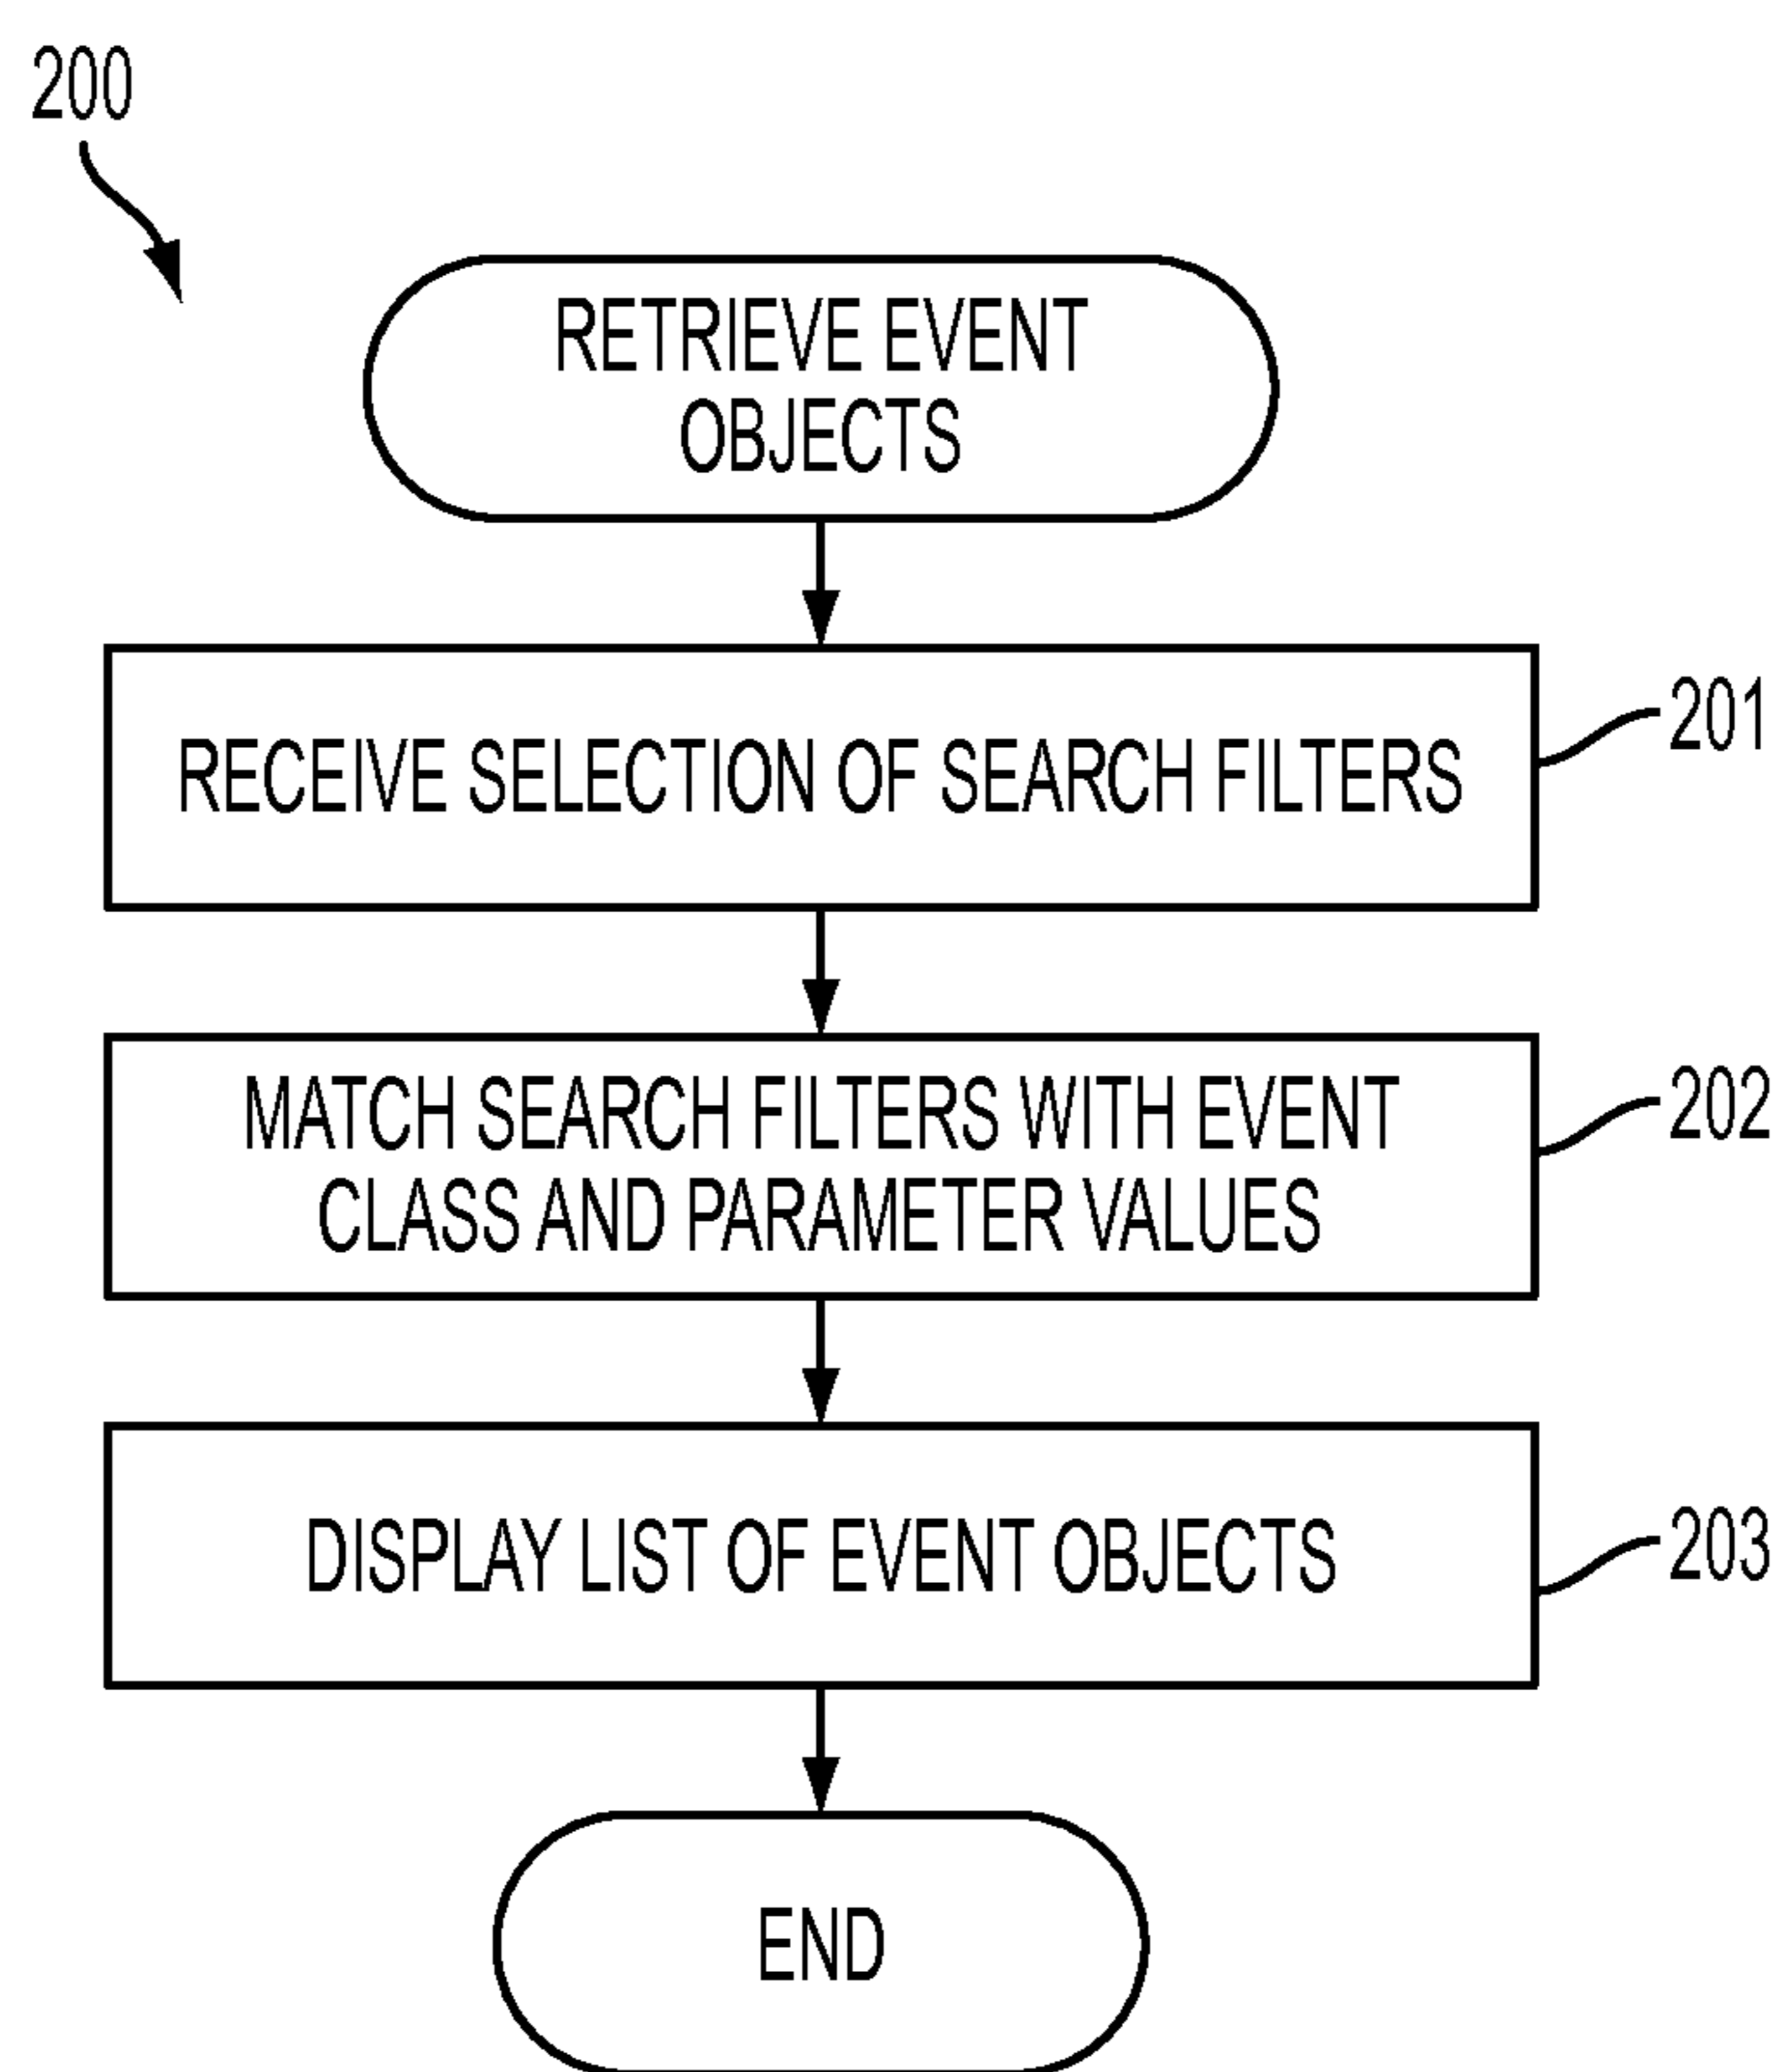 200
RETRIEVE EVENT
OBJECTS
RECEIVE SELECTION OF SEARCH FILTERS
201
MATCH SEARCH FILTERS WITH EVENT
CLASS AND PARAMETER VALUES
202
DISPLAY LIST OF EVENT OBJECTS
203
END